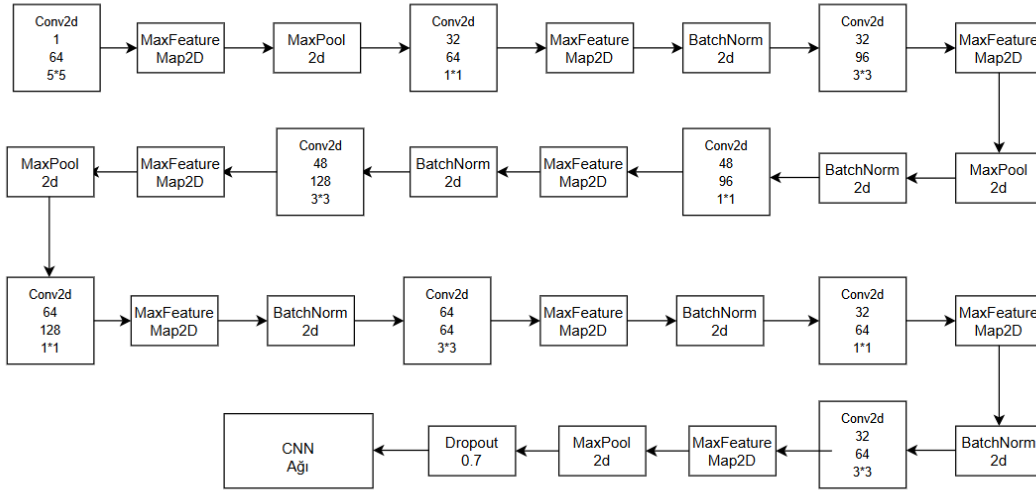 Conv2d
1
64
5*5
MaxFeature
Map2D
MaxPool
2d
Conv2d
32
64
1*1
MaxFeature
Map2D
BatchNorm
2d
Conv2d
32
96
3*3
MaxFeature
Map2D
MaxPool
2d
MaxFeature
Map2D
Conv2d
48
128
3*3
BatchNorm
2d
MaxFeature
Map2D
Conv2d
48
96
1*1
BatchNorm
2d
MaxPool
2d
Conv2d
64
128
1*1
MaxFeature
Map2D
BatchNorm
2d
Conv2d
64
64
3*3
MaxFeature
Map2D
BatchNorm
2d
Conv2d
32
64
1*1
MaxFeature
Map2D
CNN
Ağı
Dropout
0.7
MaxPool
2d
MaxFeature
Map2D
Conv2d
32
64
3*3
BatchNorm
2d